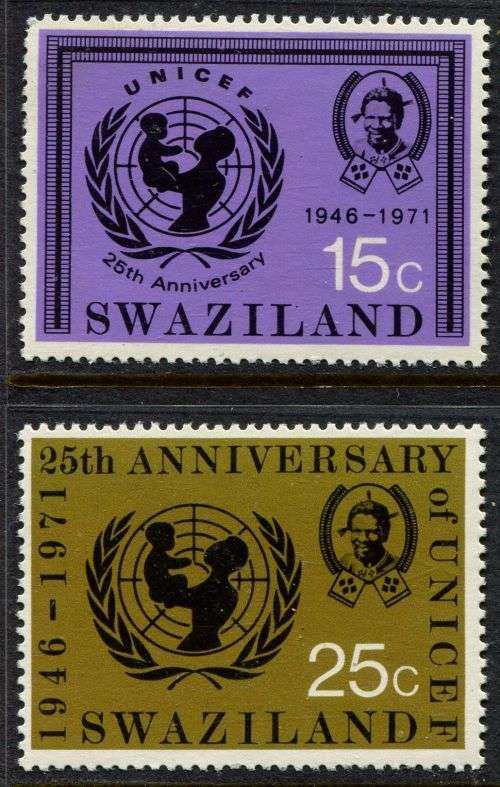 UNICEF
25th Anniversary
1946-1971
15c
SWAZILAND
25th ANNIVERSARY
of UNICEF
1946-1971
25c
SWAZILAND